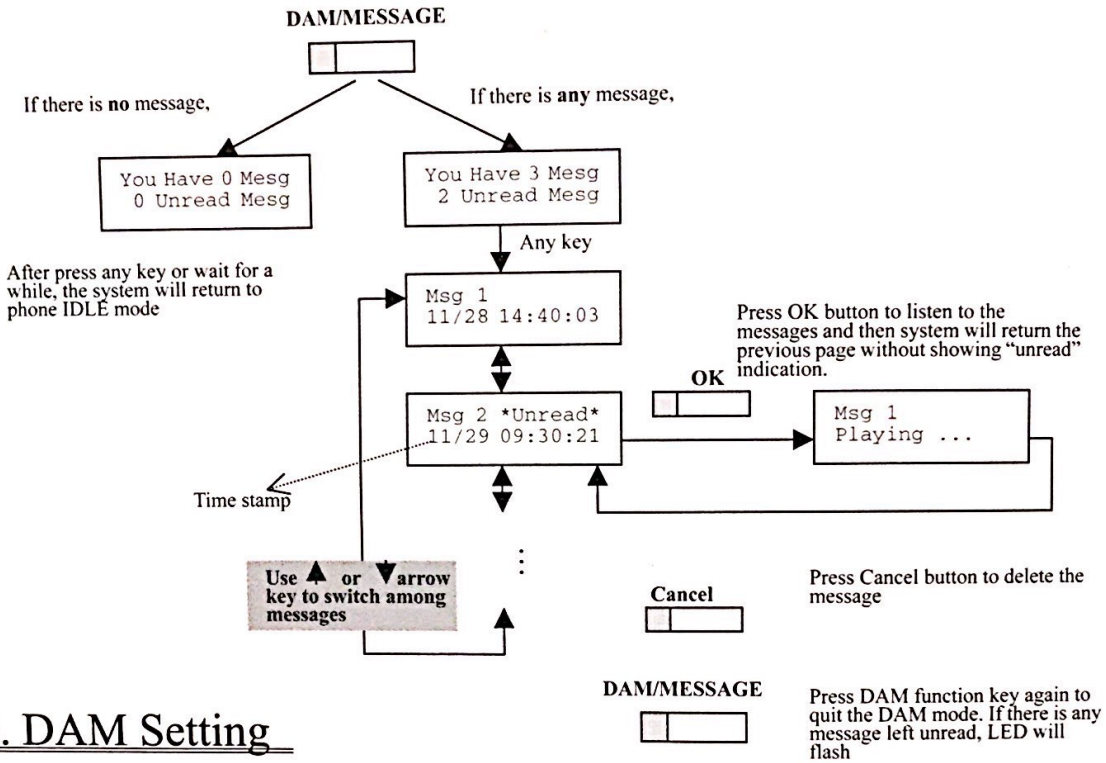 DAM/MESSAGE
If there is no message,
If there is any message,
You Have 0 Mesg
0 Unread Mesg
You Have 3 Mesg
2 Unread Mesg
Any key
After press any key or wait for a
while, the system will return to
phone IDLE mode
Msg 1
11/28 14:40:03
Press OK button to listen to the
messages and then system will return the
previous page without showing “unread”
indication.
OK
Msg 2 *Unread*
11/29 09:30:21
Msg 1
Playing ...
Time stamp
Use ▲ or ▼ arrow
key to switch among
messages
Cancel
Press Cancel button to delete the
message
DAM/MESSAGE
Press DAM function key again to
quit the DAM mode. If there is any
message left unread, LED will
flash
. DAM Setting